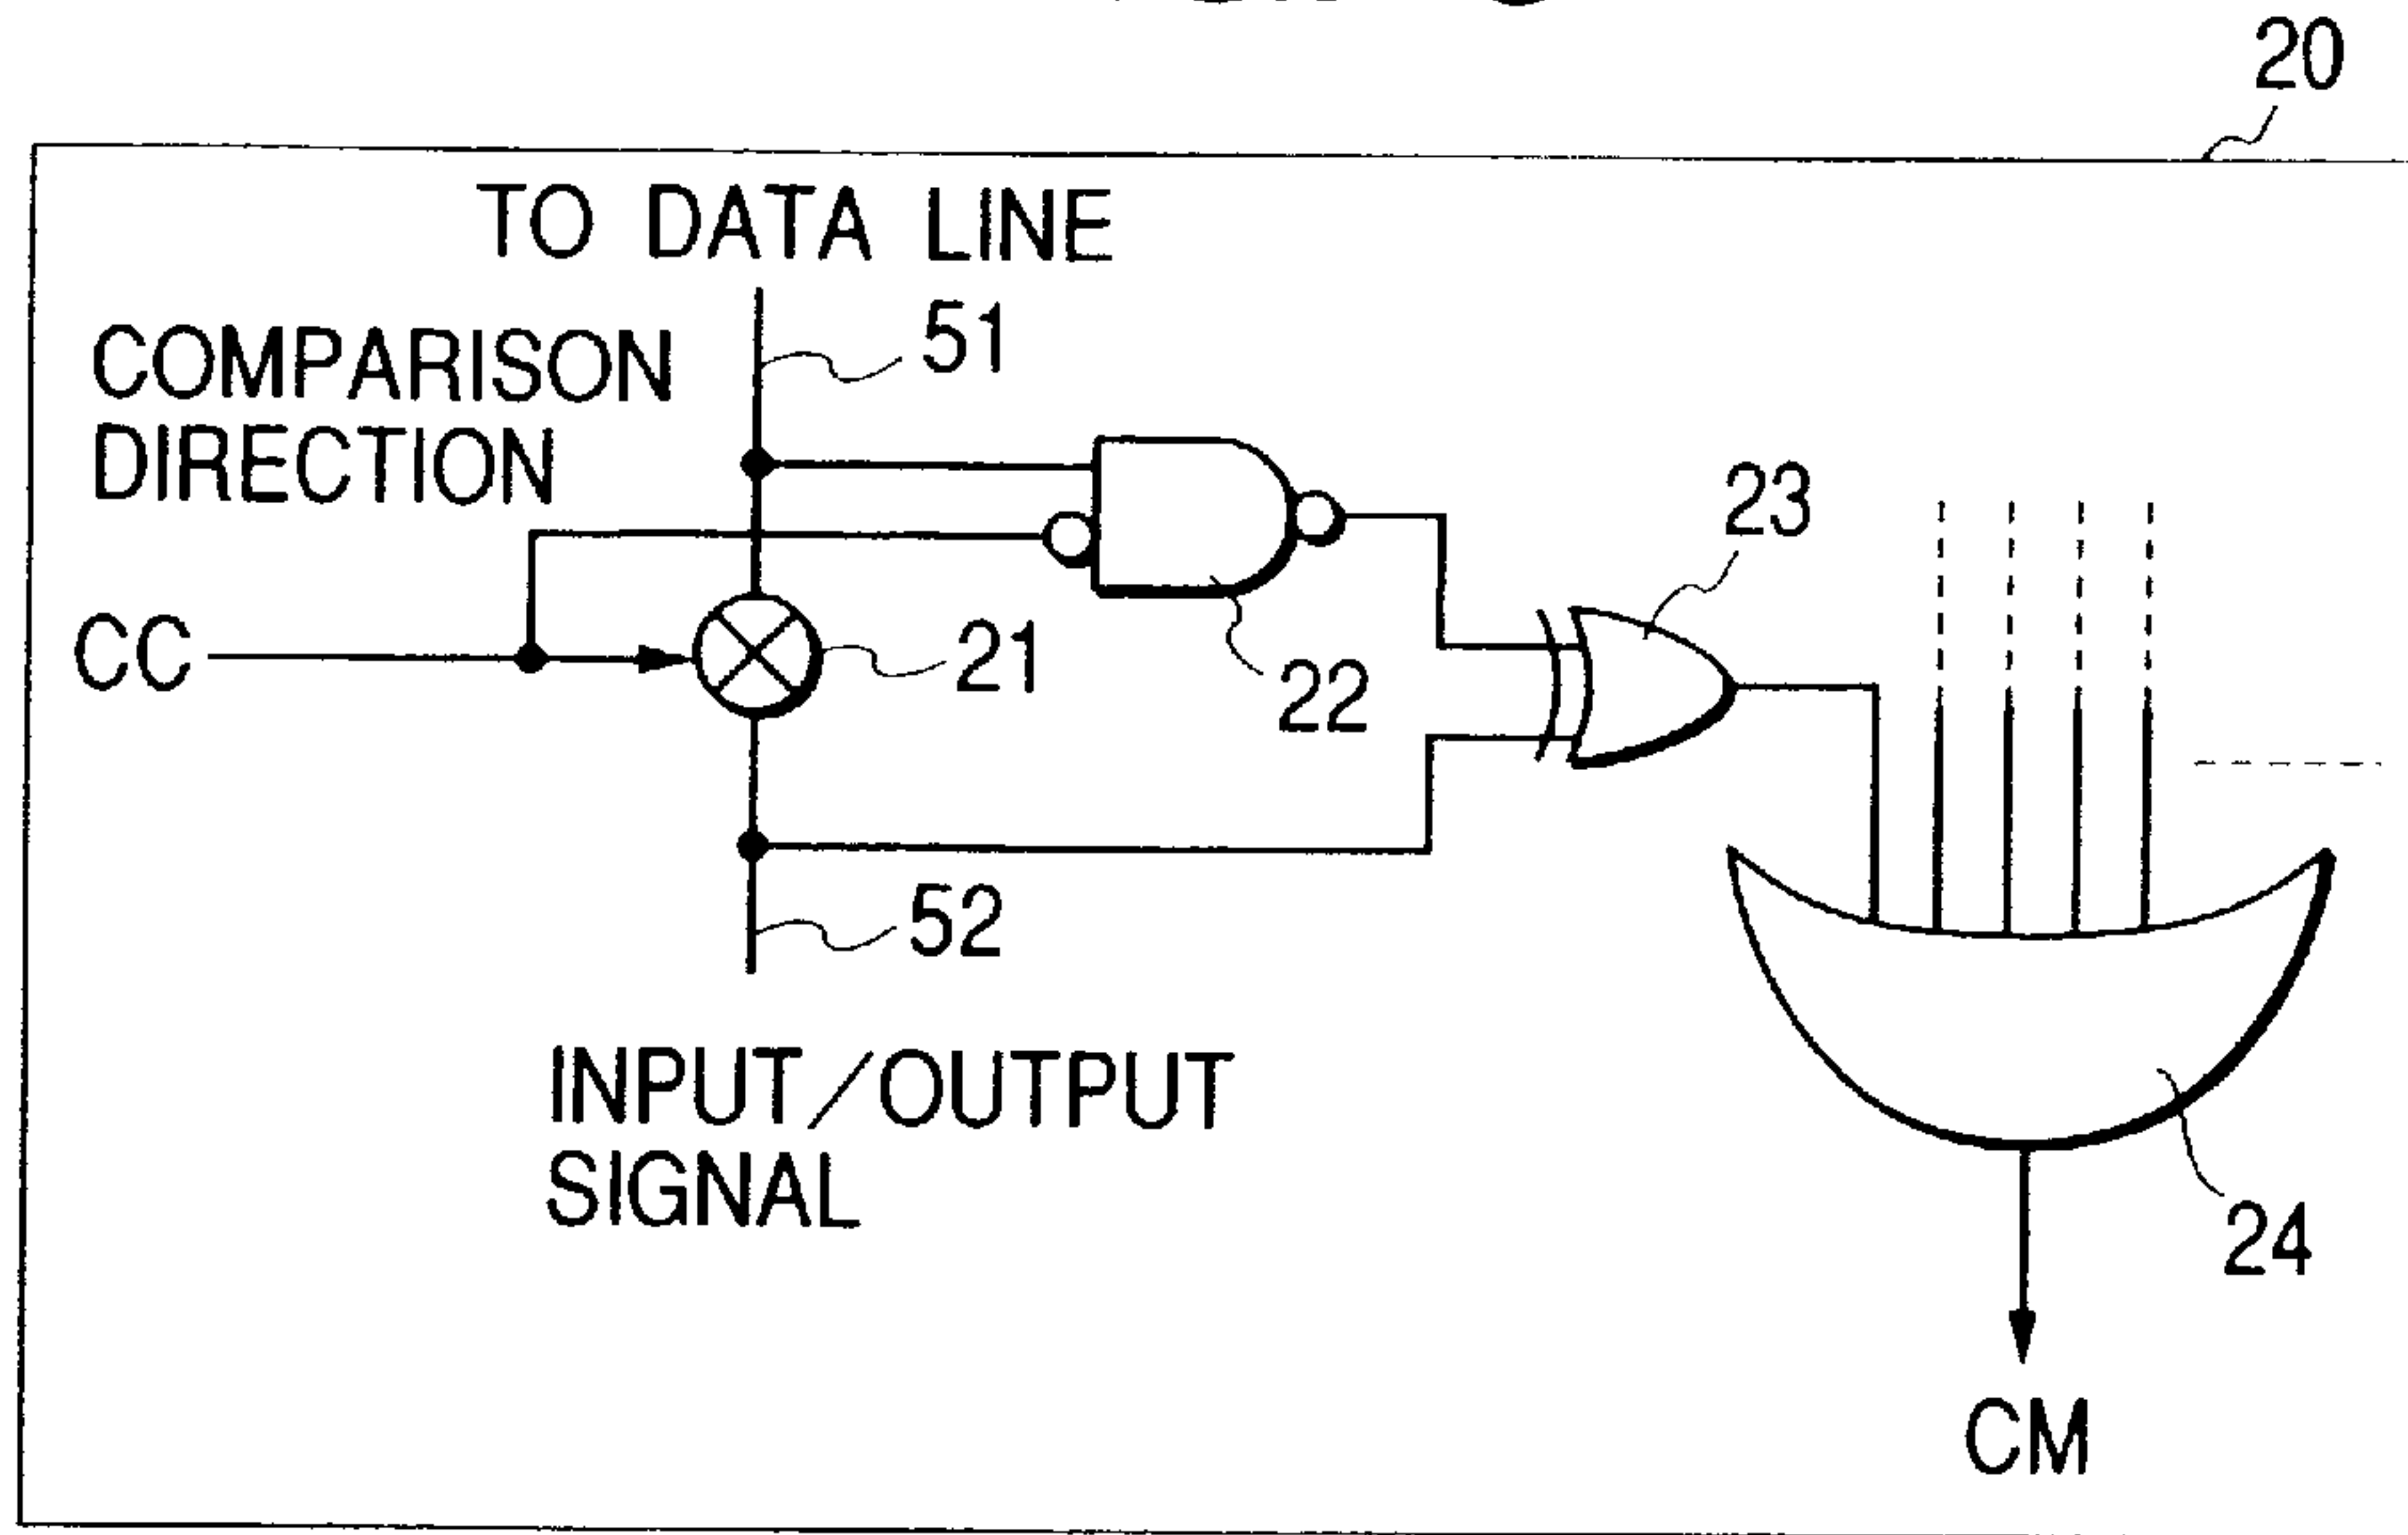 20
TO DATA LINE
51
COMPARISON
DIRECTION
23
CC
21
22
52
INPUT/OUTPUT
SIGNAL
24
CM